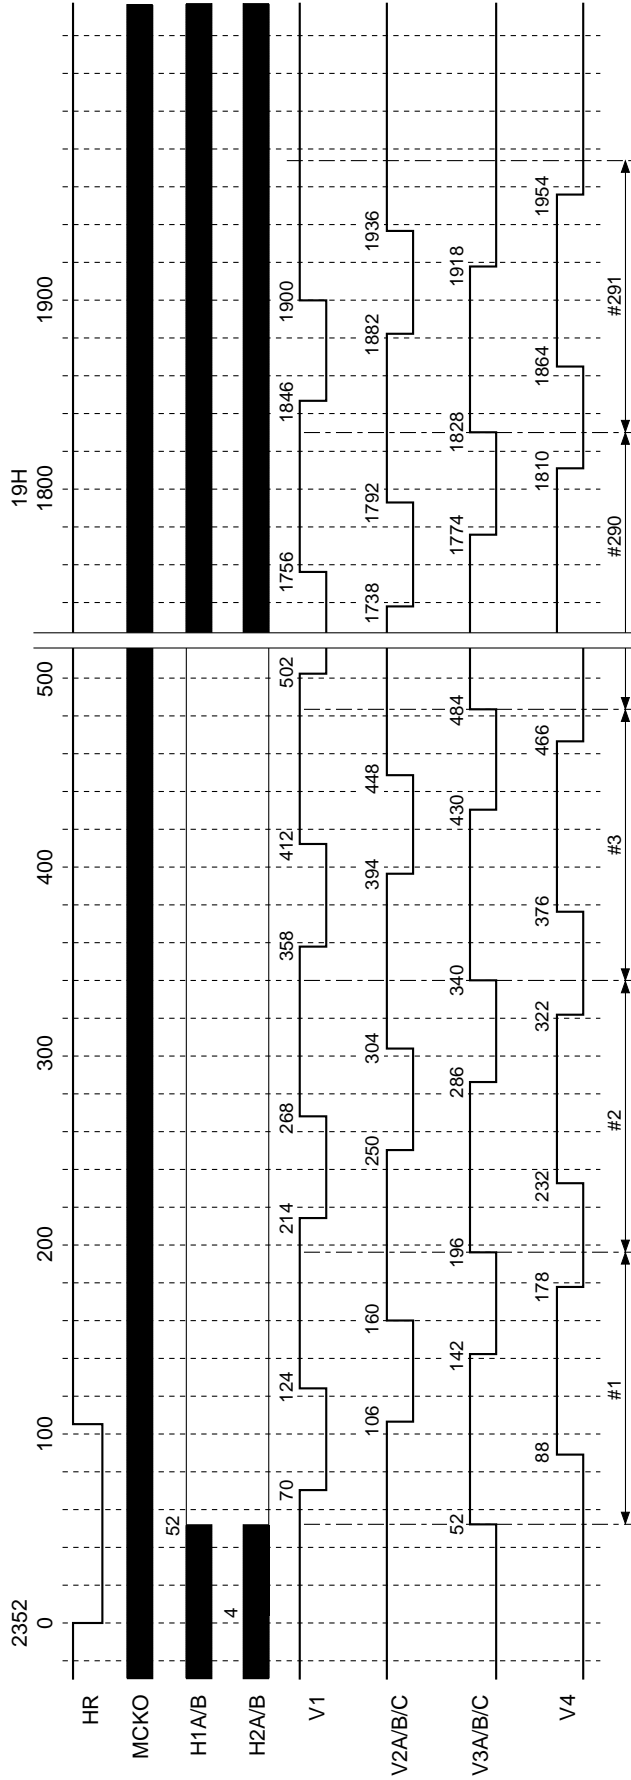 2352
19H
0 100 200 300 400 500 1800 1900
HR
MCKO
H1A/B 52
H2A/B 4
V1 70 124 214 268 358 412 502 1756 1846 1900
V2A/B/C 106 160 250 304 394 448 1738 1792 1882 1936
V3A/B/C 52 142 196 286 340 430 484 1774 1828 1918
V4 88 178 232 322 376 466 1810 1864 1954
#1 #2 #3 #290 #291